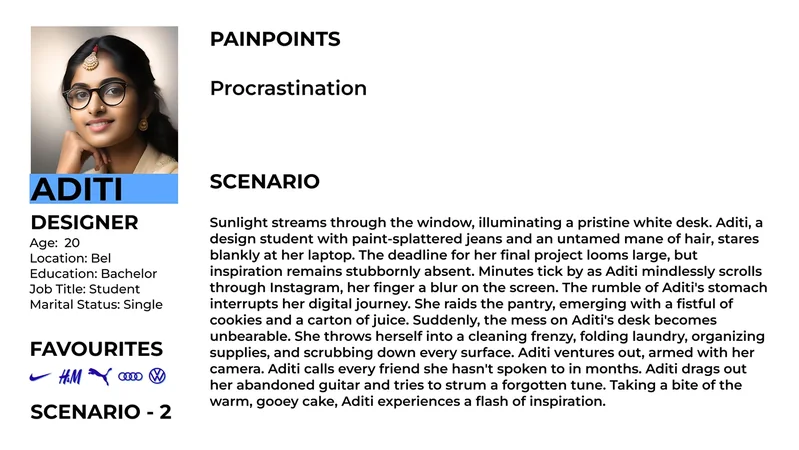 ADITI
DESIGNER
Age:  20
Location: Bel
Education: Bachelor
Job Title: Student
Marital Status: Single
FAVOURITES
H&M
SCENARIO - 2
PAINPOINTS
Procrastination
SCENARIO
Sunlight streams through the window, illuminating a pristine white desk. Aditi, a
design student with paint-splattered jeans and an untamed mane of hair, stares
blankly at her laptop. The deadline for her final project looms large, but
inspiration remains stubbornly absent. Minutes tick by as Aditi mindlessly scrolls
through Instagram, her finger a blur on the screen. The rumble of Aditi's stomach
interrupts her digital journey. She raids the pantry, emerging with a fistful of
cookies and a carton of juice. Suddenly, the mess on Aditi's desk becomes
unbearable. She throws herself into a cleaning frenzy, folding laundry, organizing
supplies, and scrubbing down every surface. Aditi ventures out, armed with her
camera. Aditi calls every friend she hasn't spoken to in months. Aditi drags out
her abandoned guitar and tries to strum a forgotten tune. Taking a bite of the
warm, gooey cake, Aditi experiences a flash of inspiration.